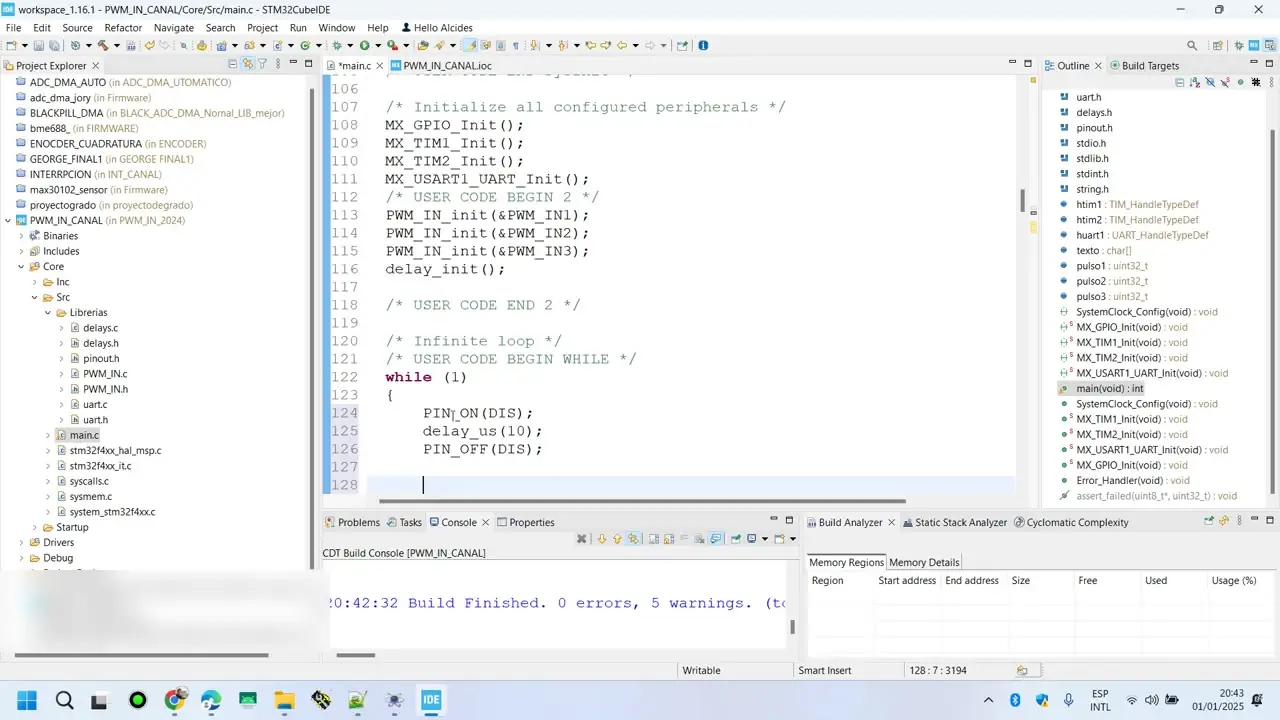 workspace_1.16.1 - PWM_IN_CANAL/Core/Src/main.c - STM32CubeIDE
File Edit Source Refactor Navigate Search Project Run Window Help Hello Alcides
Project Explorer
ADC_DMA_AUTO (in ADC_DMA_UTOMATICO)
adc_dma_jory (in Firmware)
BLACKPILL_DMA (in BLACK_ADC_DMA_Nornal_LIB_mejor)
bme688_ (in FIRMWARE)
ENOCDER_CUADRATURA (in ENCODER)
GEORGE_FINAL1 (in GEORGE FINAL1)
INTERRPCION (in INT_CANAL)
max30102_sensor (in Firmware)
proyectogrado (in proyectodegrado)
PWM_IN_CANAL (in PWM_IN_2024)
Binaries
Includes
Core
Inc
Src
Librerias
delays.c
delays.h
pinout.h
PWM_IN.c
PWM_IN.h
uart.c
uart.h
main.c
stm32f4xx_hal_msp.c
stm32f4xx_it.c
syscalls.c
sysmem.c
system_stm32f4xx.c
Startup
Drivers
Debug
*main.c PWM_IN_CANAL.ioc
106
107 /* Initialize all configured peripherals */
108 MX_GPIO_Init();
109 MX_TIM1_Init();
110 MX_TIM2_Init();
111 MX_USART1_UART_Init();
112 /* USER CODE BEGIN 2 */
113 PWM_IN_init(&PWM_IN1);
114 PWM_IN_init(&PWM_IN2);
115 PWM_IN_init(&PWM_IN3);
116 delay_init();
117
118 /* USER CODE END 2 */
119
120 /* Infinite loop */
121 /* USER CODE BEGIN WHILE */
122 while (1)
123 {
124 PIN_ON(DIS);
125 delay_us(10);
126 PIN_OFF(DIS);
127
128
Outline Build Targets
uart.h
delays.h
pinout.h
stdio.h
stdlib.h
stdint.h
string.h
htim1 : TIM_HandleTypeDef
htim2 : TIM_HandleTypeDef
huart1 : UART_HandleTypeDef
texto : char[]
pulso1 : uint32_t
pulso2 : uint32_t
pulso3 : uint32_t
SystemClock_Config(void) : void
MX_GPIO_Init(void) : void
MX_TIM1_Init(void) : void
MX_TIM2_Init(void) : void
MX_USART1_UART_Init(void) : void
main(void) : int
SystemClock_Config(void) : void
MX_TIM1_Init(void) : void
MX_TIM2_Init(void) : void
MX_USART1_UART_Init(void) : void
MX_GPIO_Init(void) : void
Error_Handler(void) : void
assert_failed(uint8_t*, uint32_t) : void
Problems Tasks Console Properties
CDT Build Console [PWM_IN_CANAL]
20:42:32 Build Finished. 0 errors, 5 warnings. (to
Build Analyzer Static Stack Analyzer Cyclomatic Complexity
Memory Regions Memory Details
Region Start address End address Size Free Used Usage (%)
Writable Smart Insert 128 : 7 : 3194
IDE
ESP
INTL
20:43
01/01/2025